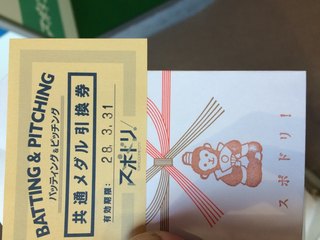 BATTING & PITCHING
バッティング&ピッチング
共通メダル引換券
有効期限: 28.3.31
スポドリ!
スポドリ!